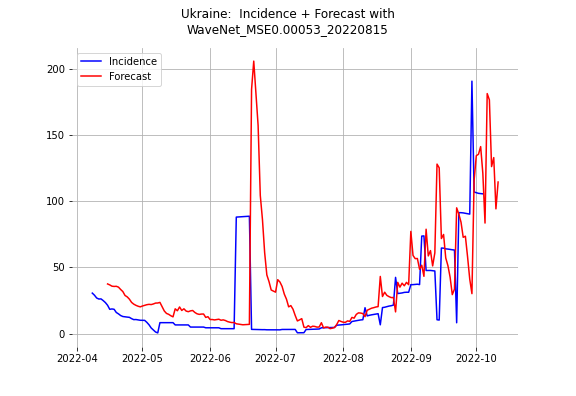 Ukraine:  Incidence + Forecast with
WaveNet_MSE0.00053_20220815
Incidence
Forecast
200
150
100
50
0
2022-04 2022-05 2022-06 2022-07 2022-08 2022-09 2022-10